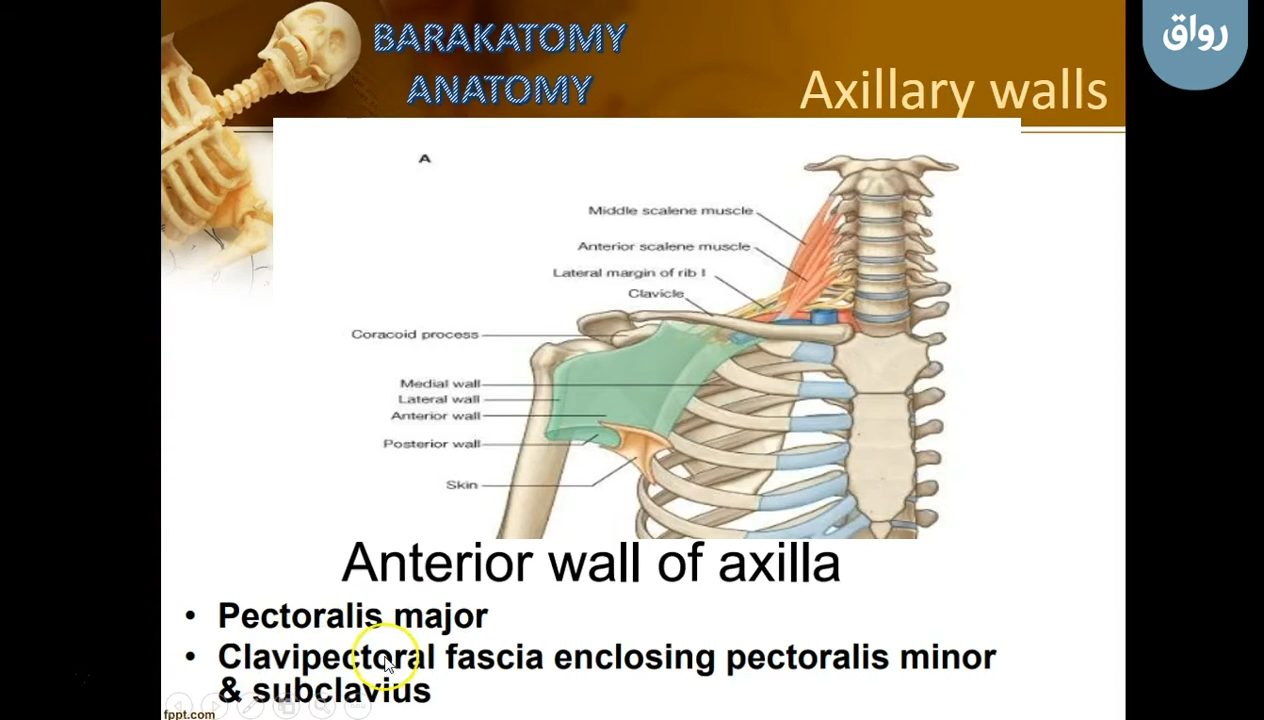 BARAKATOMY
ANATOMY
رواق
Axillary walls
A
Middle scalene muscle
Anterior scalene muscle
Lateral margin of rib I
Clavicle
Coracoid process
Medial wall
Lateral wall
Anterior wall
Posterior wall
Skin
Anterior wall of axilla
• Pectoralis major
• Clavipectoral fascia enclosing pectoralis minor
& subclavius
fppt.com